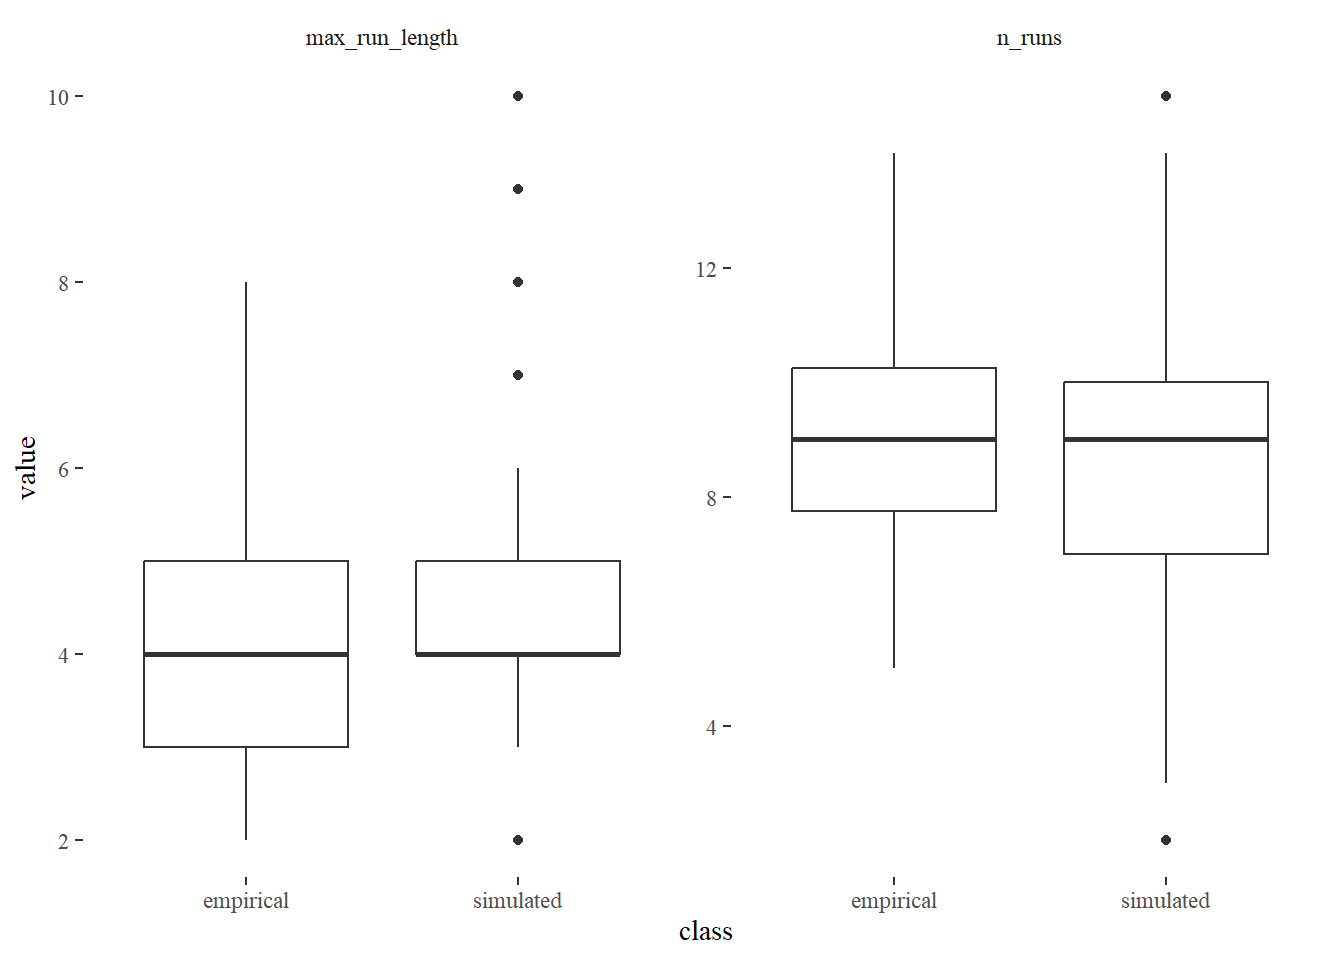 max_run_length
n_runs
10
8
6
4
2
12
8
4
value
empirical
simulated
empirical
simulated
class